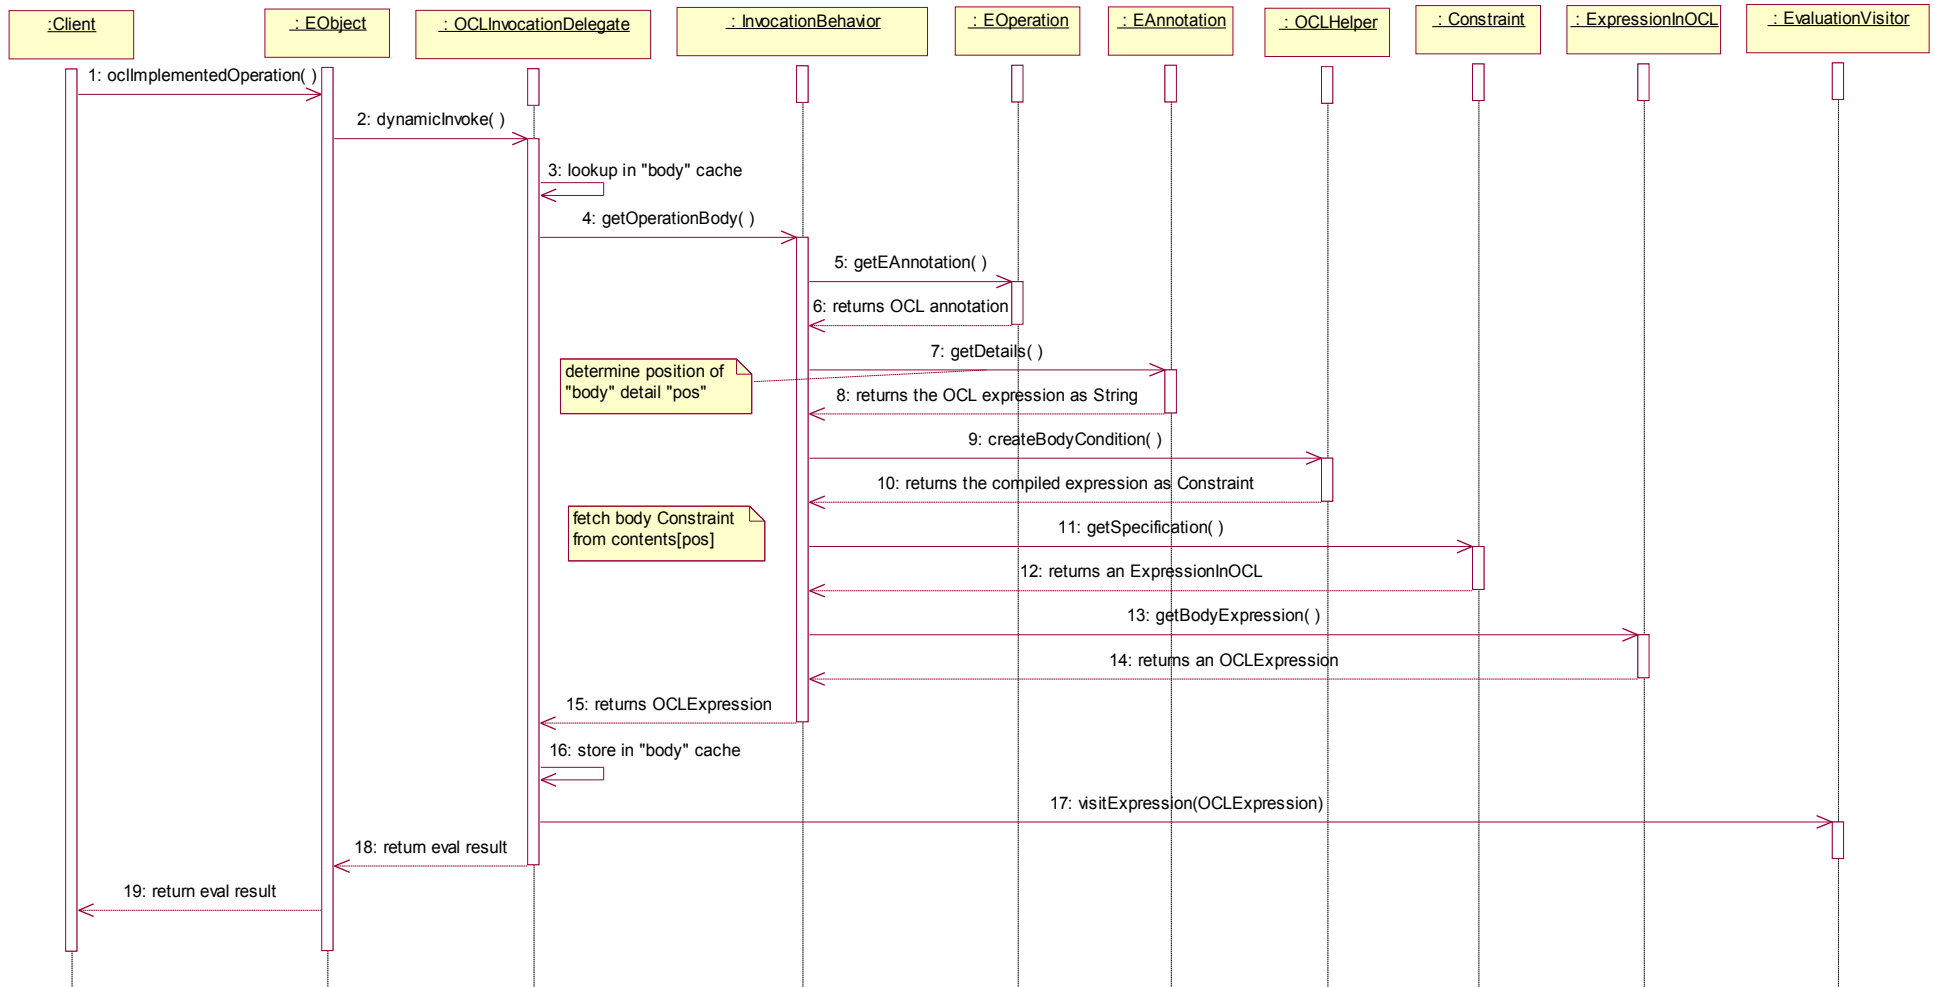 :Client
: EObject
: OCLInvocationDelegate
: InvocationBehavior
: EOperation
: EAnnotation
: OCLHelper
: Constraint
: ExpressionInOCL
: EvaluationVisitor
1: oclImplementedOperation( )
2: dynamicInvoke( )
3: lookup in "body" cache
4: getOperationBody( )
5: getEAnnotation( )
6: returns OCL annotation
7: getDetails( )
determine position of
"body" detail "pos"
8: returns the OCL expression as String
9: createBodyCondition( )
10: returns the compiled expression as Constraint
fetch body Constraint
from contents[pos]
11: getSpecification( )
12: returns an ExpressionInOCL
13: getBodyExpression( )
14: returns an OCLExpression
15: returns OCLExpression
16: store in "body" cache
17: visitExpression(OCLExpression)
18: return eval result
19: return eval result